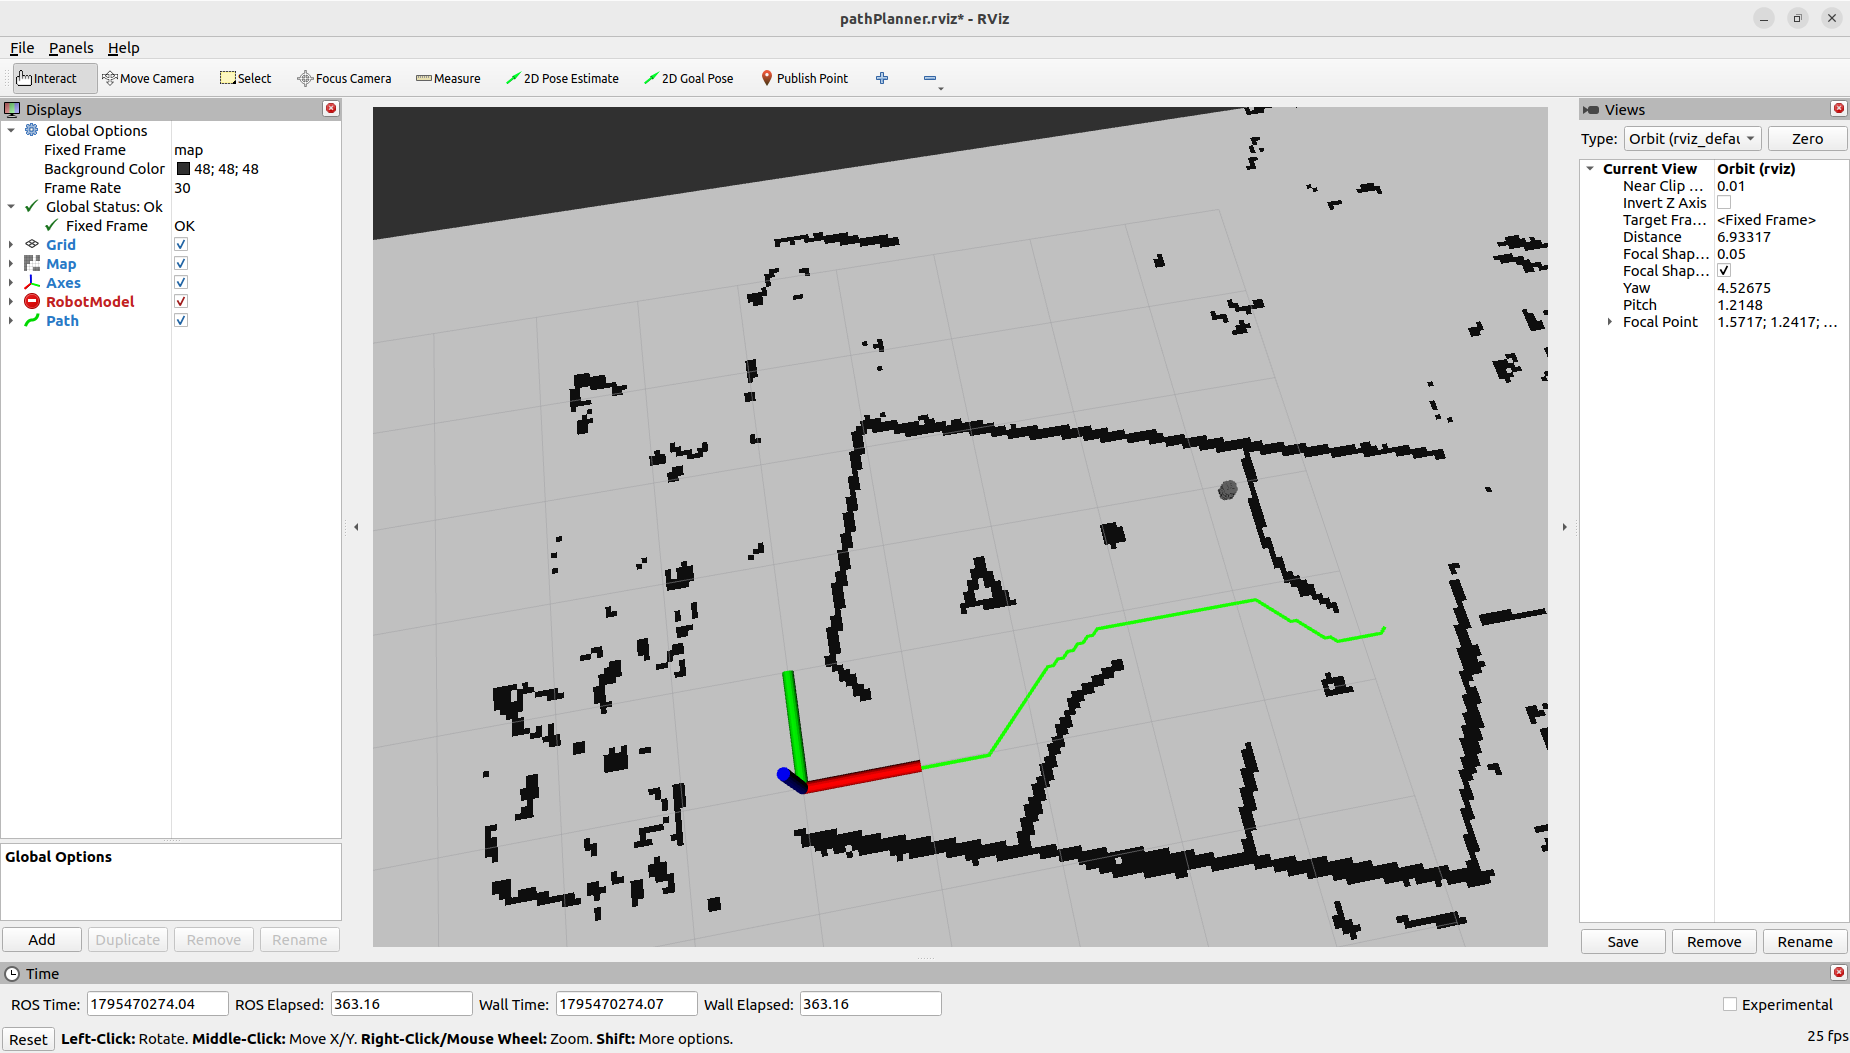 pathPlanner.rviz* - RViz
File Panels Help
Interact Move Camera Select Focus Camera Measure 2D Pose Estimate 2D Goal Pose Publish Point
Displays
Global Options
Fixed Frame map
Background Color 48; 48; 48
Frame Rate 30
Global Status: Ok
Fixed Frame OK
Grid
Map
Axes
RobotModel
Path
Global Options
Add Duplicate Remove Rename
Views
Type: Orbit (rviz_defau Zero
Current View Orbit (rviz)
Near Clip ... 0.01
Invert Z Axis
Target Fra... <Fixed Frame>
Distance 6.93317
Focal Shap... 0.05
Focal Shap...
Yaw 4.52675
Pitch 1.2148
Focal Point 1.5717; 1.2417; ...
Save Remove Rename
Time
ROS Time: 1795470274.04 ROS Elapsed: 363.16 Wall Time: 1795470274.07 Wall Elapsed: 363.16 Experimental
Reset Left-Click: Rotate. Middle-Click: Move X/Y. Right-Click/Mouse Wheel: Zoom. Shift: More options. 25 fps